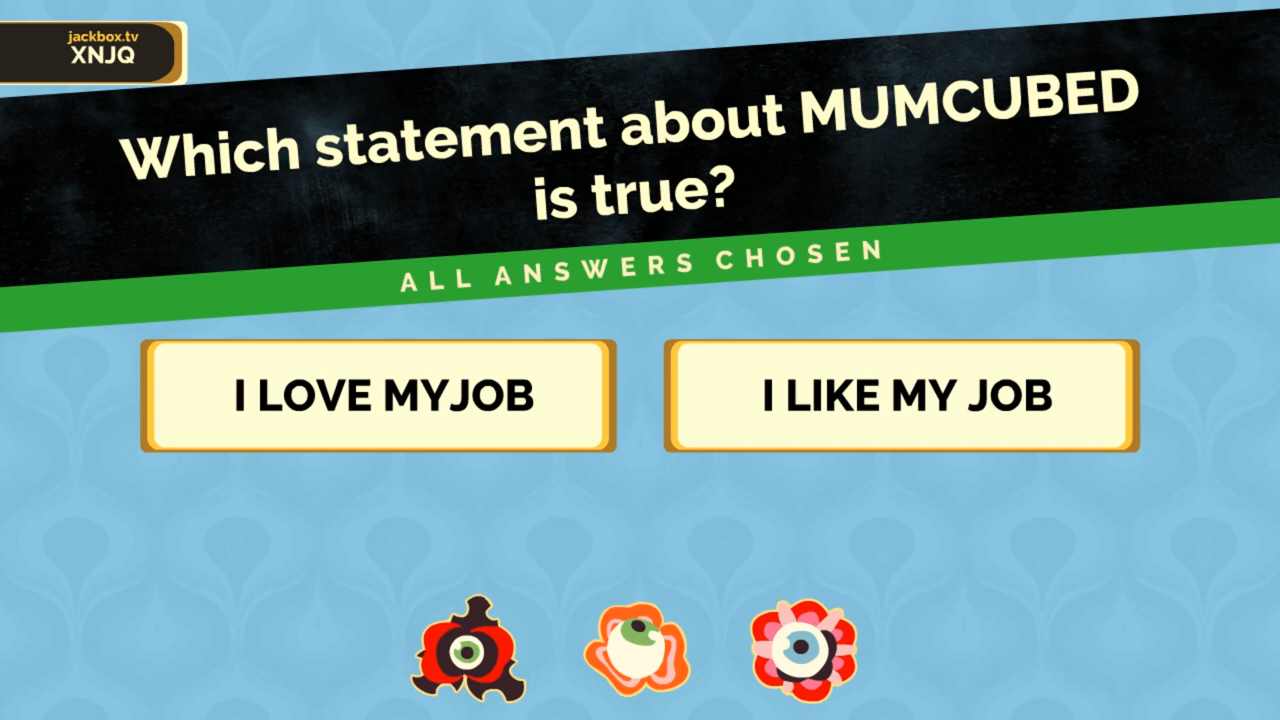 jackbox.tv
XNJQ
Which statement about MUMCUBED
is true?
ALL ANSWERS CHOSEN
I LOVE MYJOB
I LIKE MY JOB